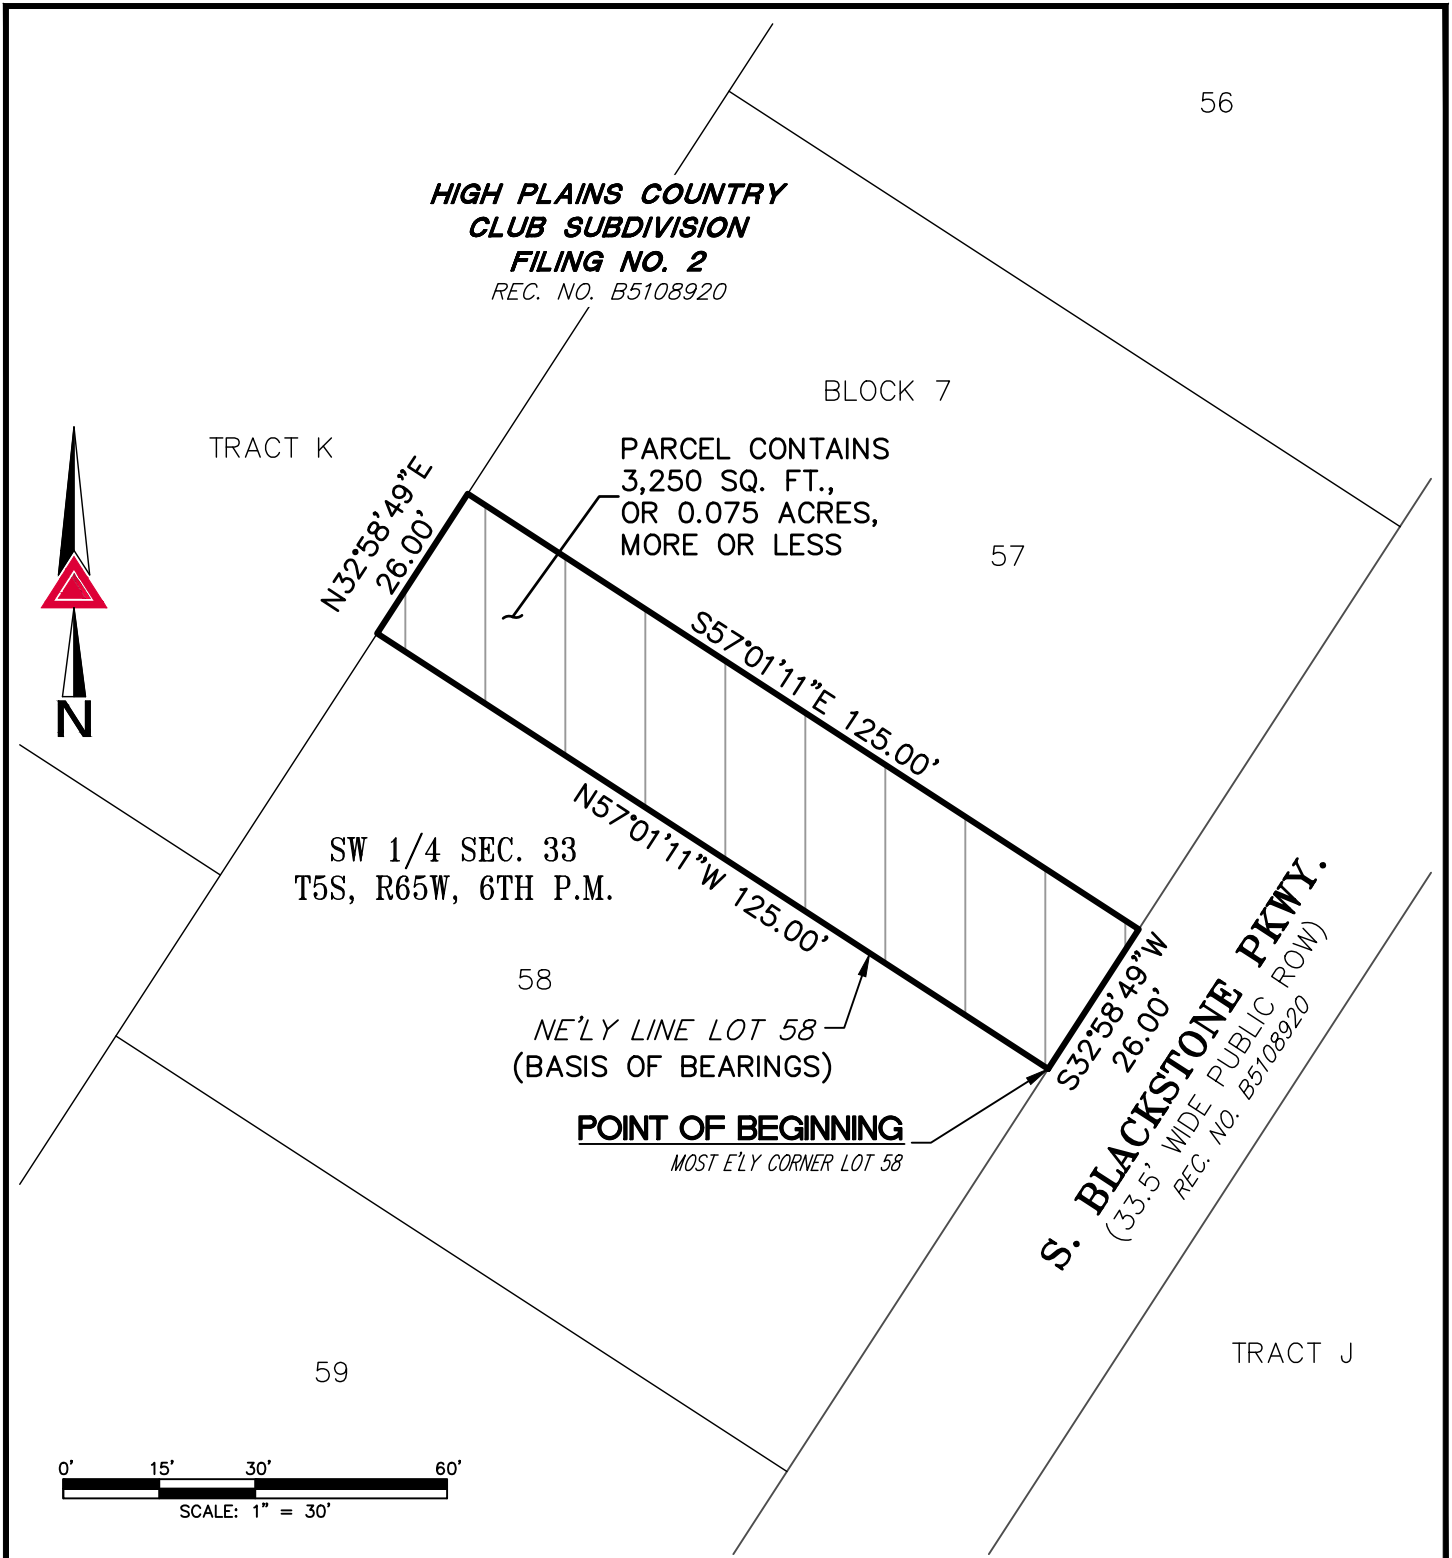 56
HIGH PLAINS COUNTRY
CLUB SUBDIVISION
FILING NO. 2
REC. NO. B5108920
BLOCK 7
TRACT K
PARCEL CONTAINS
3,250 SQ. FT.,
OR 0.075 ACRES,
MORE OR LESS
N32°58'49"E
26.00'
57
S57°01'11"E 125.00'
N
N57°01'11"W 125.00'
SW 1/4 SEC. 33
T5S, R65W, 6TH P.M.
58
NE'LY LINE LOT 58
(BASIS OF BEARINGS)
S32°58'49"W
26.00'
POINT OF BEGINNING
MOST E'LY CORNER LOT 58
S. BLACKSTONE PKWY.
(33.5' WIDE PUBLIC ROW)
REC. NO. B5108920
TRACT J
59
0' 15' 30' 60'
SCALE: 1" = 30'